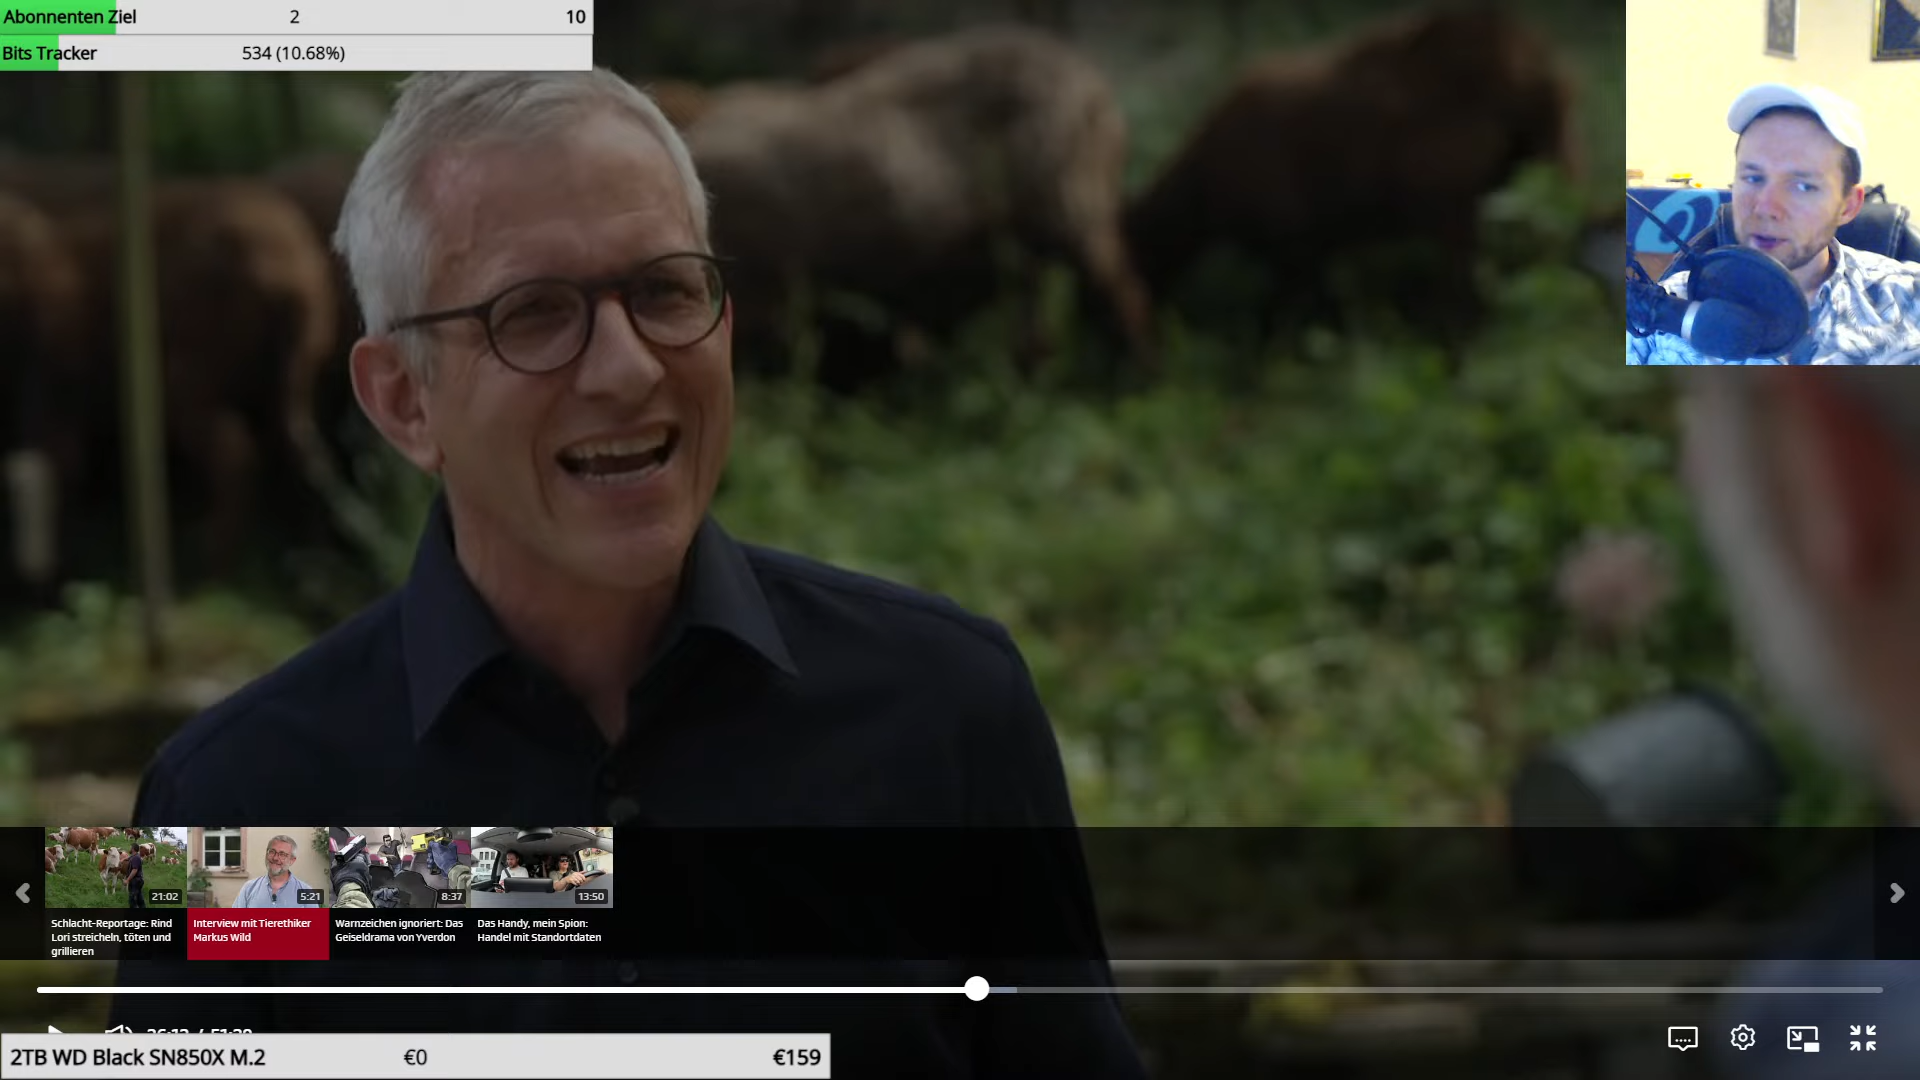 Abonnenten Ziel 2 10
Bits Tracker 534 (10.68%)
21:02
5:21
8:37
13:50
Schlacht-Reportage: Rind
Lori streicheln, töten und
grillieren
Interview mit Tierethiker
Markus Wild
Warnzeichen ignoriert: Das
Geiseldrama von Yverdon
Das Handy, mein Spion:
Handel mit Standortdaten
2TB WD Black SN850X M.2 €0 €159